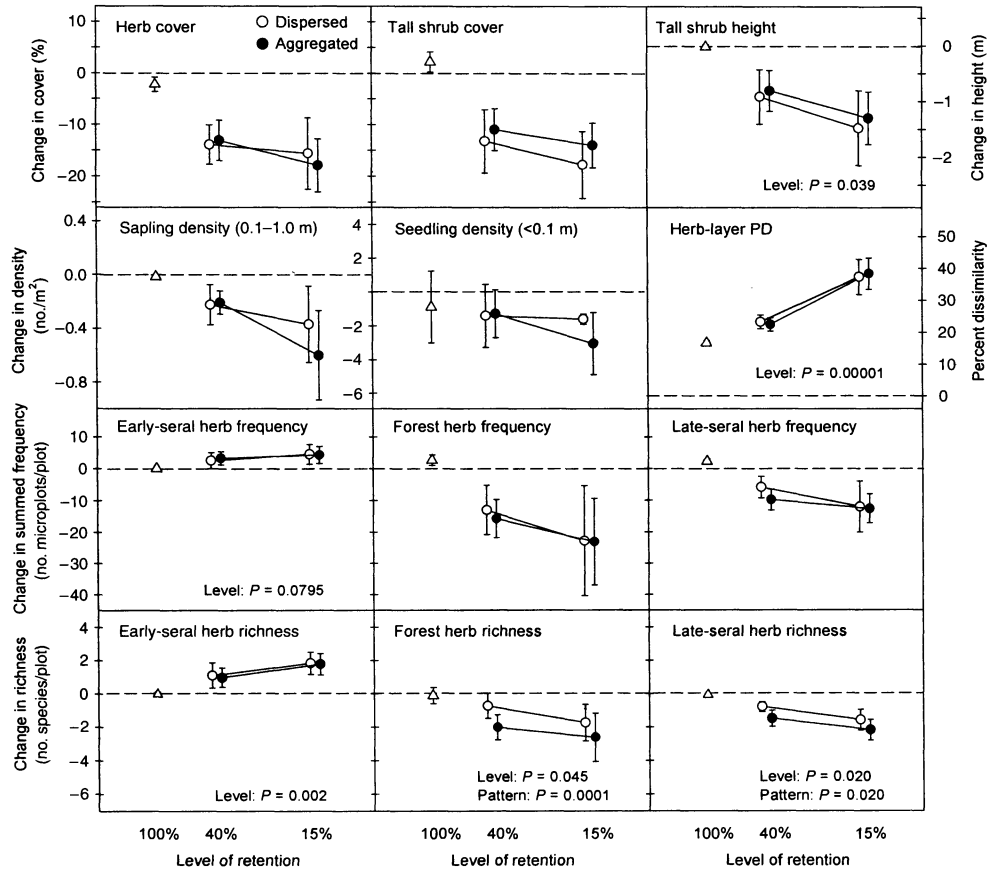 Herb cover
Dispersed
Aggregated
Tall shrub cover
Tall shrub height
Change in cover (%)
10
0
−10
−20
Change in height (m)
0
−1
−2
Level: P = 0.039
Sapling density (0.1–1.0 m)
Seedling density (<0.1 m)
Herb-layer PD
Change in density
(no./m²)
0.4
0.0
−0.4
−0.8
4
2
−2
−4
−6
Percent dissimilarity
50
40
30
20
10
0
Level: P = 0.00001
Early-seral herb frequency
Forest herb frequency
Late-seral herb frequency
Change in summed frequency
(no. microplots/plot)
10
0
−10
−20
−30
−40
Level: P = 0.0795
Early-seral herb richness
Forest herb richness
Late-seral herb richness
Change in richness
(no. species/plot)
4
2
0
−2
−4
−6
Level: P = 0.002
Level: P = 0.045
Pattern: P = 0.0001
Level: P = 0.020
Pattern: P = 0.020
100% 40% 15%
100% 40% 15%
100% 40% 15%
Level of retention
Level of retention
Level of retention